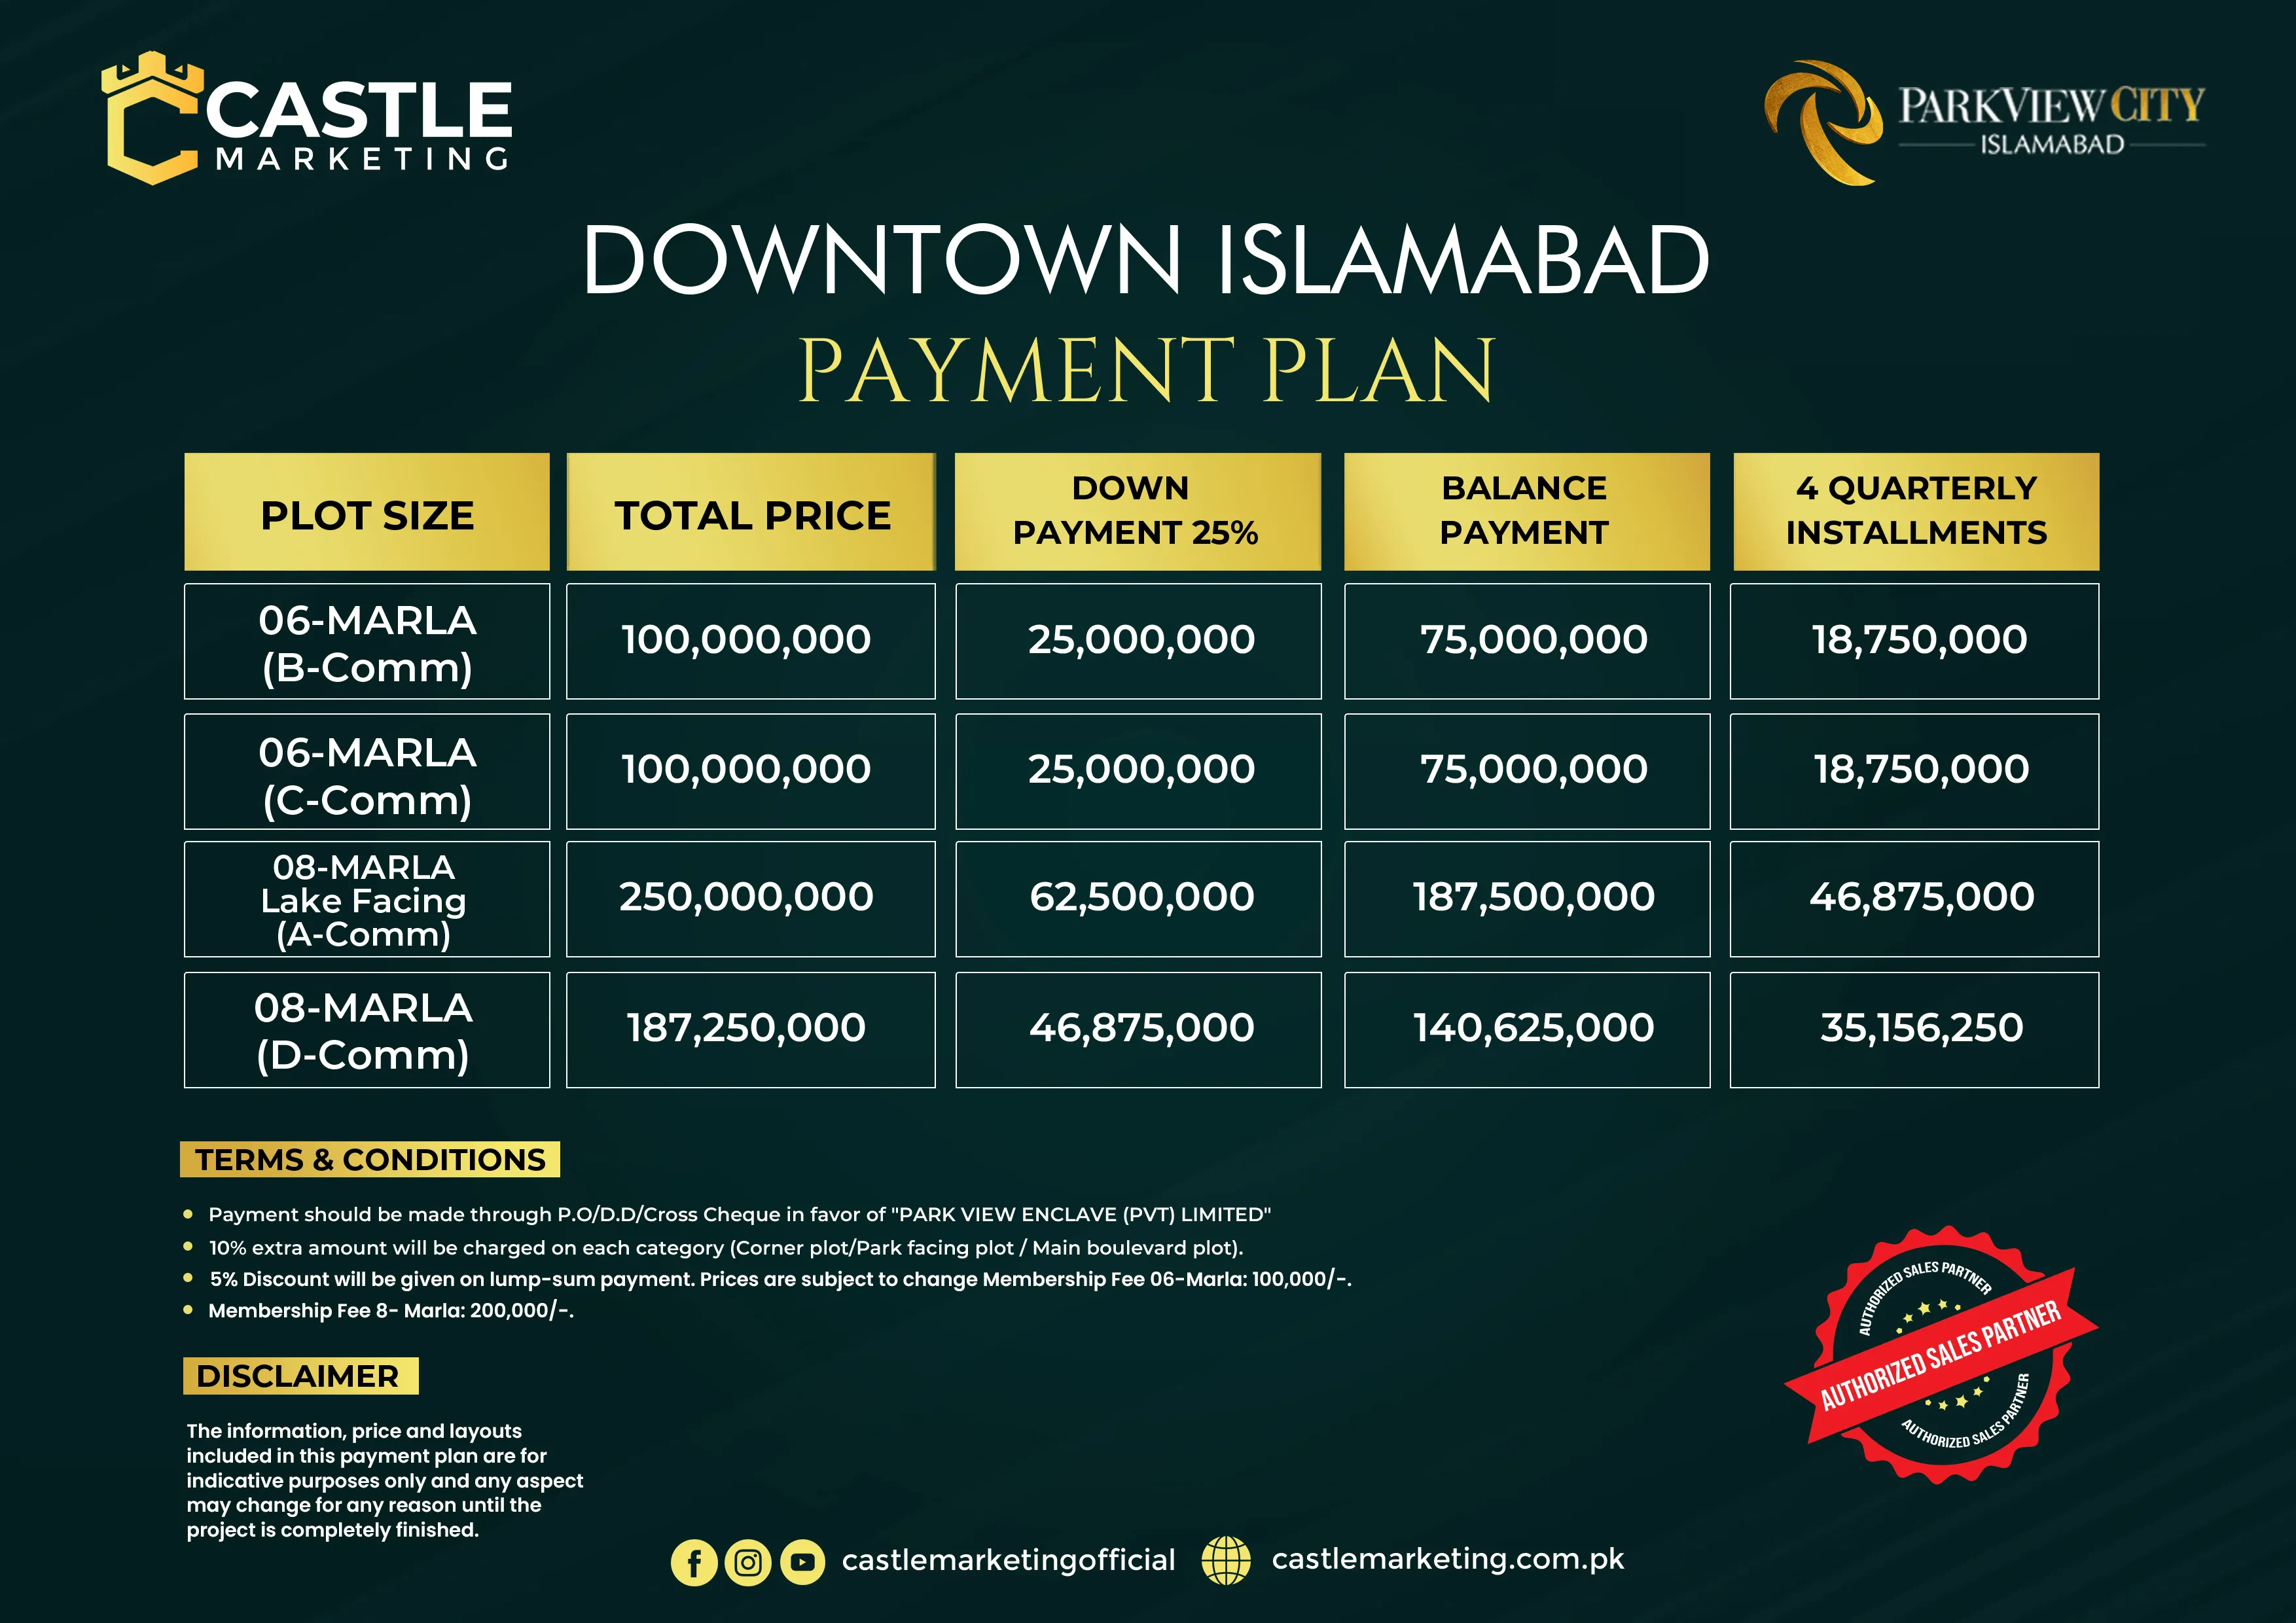 CASTLE
MARKETING
PARKVIEW CITY
ISLAMABAD
DOWNTOWN ISLAMABAD
PAYMENT PLAN
PLOT SIZE
TOTAL PRICE
DOWN
PAYMENT 25%
BALANCE
PAYMENT
4 QUARTERLY
INSTALLMENTS
06-MARLA
(B-Comm)
100,000,000
25,000,000
75,000,000
18,750,000
06-MARLA
(C-Comm)
100,000,000
25,000,000
75,000,000
18,750,000
08-MARLA
Lake Facing
(A-Comm)
250,000,000
62,500,000
187,500,000
46,875,000
08-MARLA
(D-Comm)
187,250,000
46,875,000
140,625,000
35,156,250
TERMS & CONDITIONS
Payment should be made through P.O/D.D/Cross Cheque in favor of "PARK VIEW ENCLAVE (PVT) LIMITED"
10% extra amount will be charged on each category (Corner plot/Park facing plot / Main boulevard plot).
5% Discount will be given on lump-sum payment. Prices are subject to change Membership Fee 06-Marla: 100,000/-.
Membership Fee 8- Marla: 200,000/-.
AUTHORIZED SALES PARTNER
AUTHORIZED SALES PARTNER
AUTHORIZED SALES PARTNER
DISCLAIMER
The information, price and layouts
included in this payment plan are for
indicative purposes only and any aspect
may change for any reason until the
project is completely finished.
castlemarketingofficial
castlemarketing.com.pk